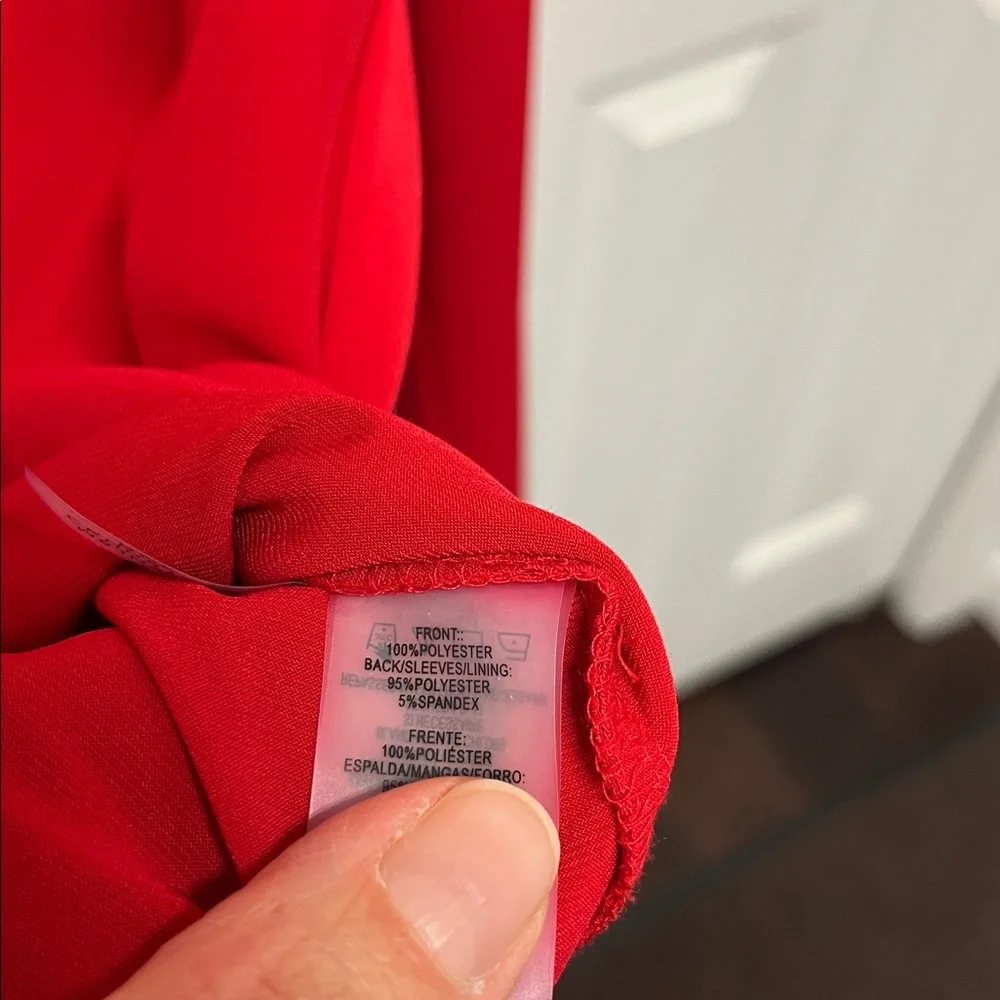 FRONT::
100%POLYESTER
BACK/SLEEVES/LINING:
95%POLYESTER
5%SPANDEX
FRENTE:
100%POLIÉSTER
ESPALDA/MANGAS/FORRO: